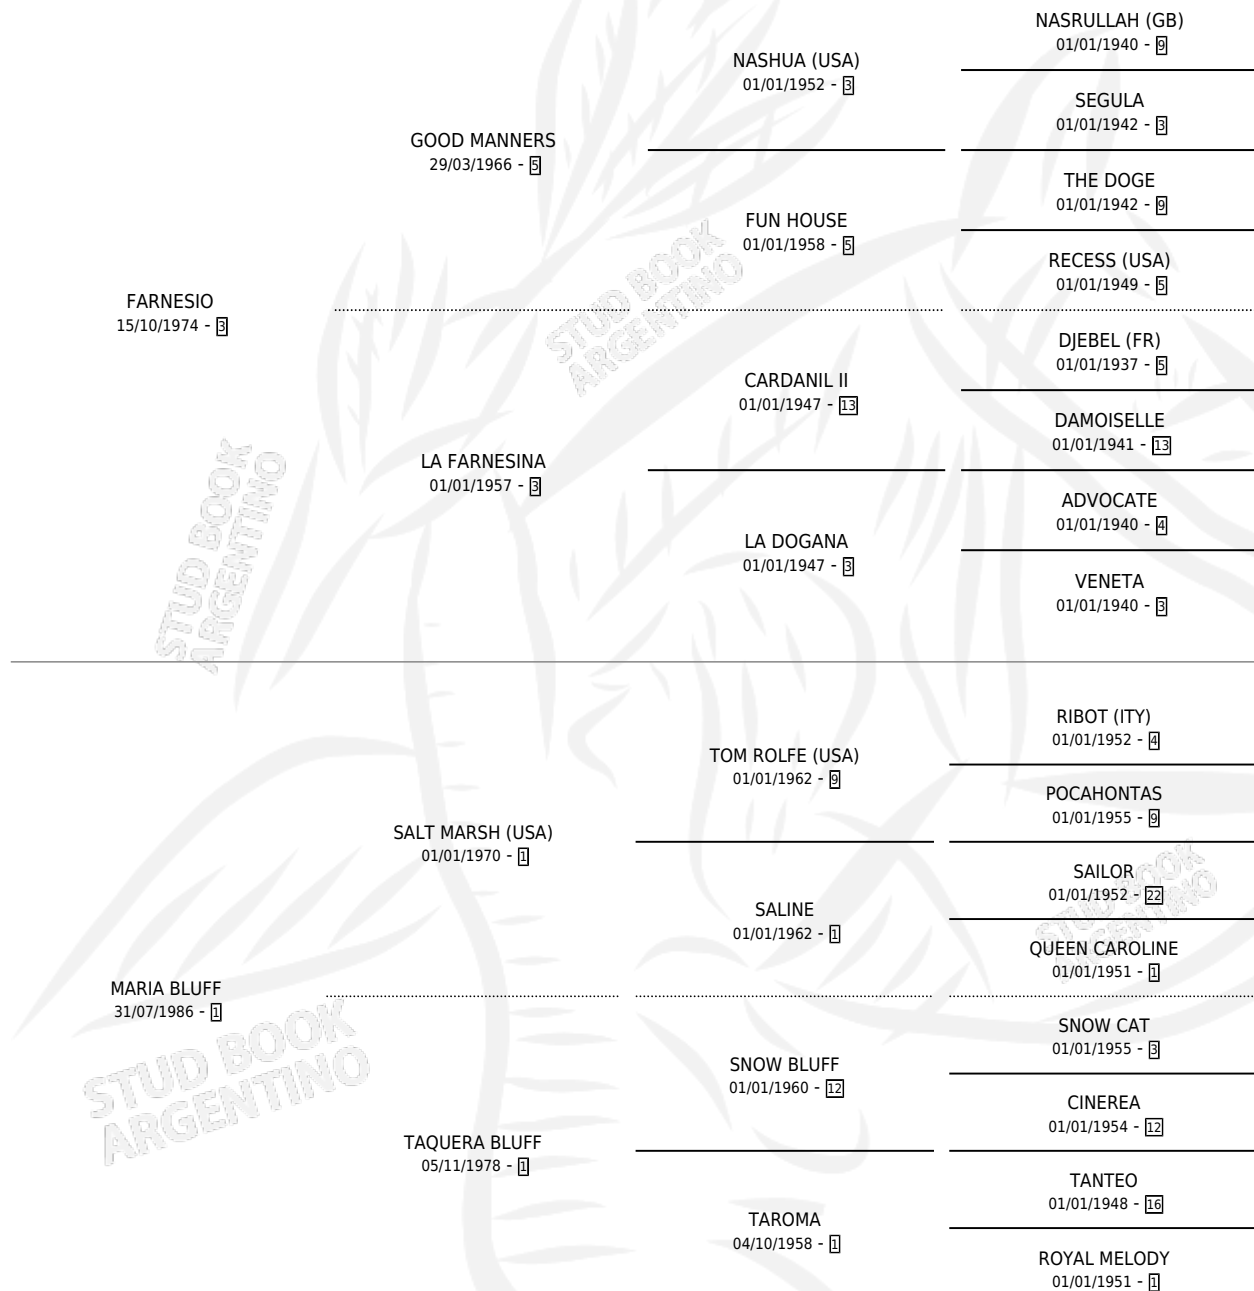 NASRULLAH (GB)
01/01/1940 - 9
NASHUA (USA)
01/01/1952 - 3
SEGULA
01/01/1942 - 3
GOOD MANNERS
29/03/1966 - 5
THE DOGE
01/01/1942 - 9
FUN HOUSE
01/01/1958 - 5
RECESS (USA)
01/01/1949 - 5
FARNESIO
15/10/1974 - 3
DJEBEL (FR)
01/01/1937 - 5
CARDANIL II
01/01/1947 - 13
DAMOISELLE
01/01/1941 - 13
LA FARNESINA
01/01/1957 - 3
ADVOCATE
01/01/1940 - 4
LA DOGANA
01/01/1947 - 3
VENETA
01/01/1940 - 3
RIBOT (ITY)
01/01/1952 - 4
TOM ROLFE (USA)
01/01/1962 - 9
POCAHONTAS
01/01/1955 - 9
SALT MARSH (USA)
01/01/1970 - 1
SAILOR
01/01/1952 - 22
SALINE
01/01/1962 - 1
QUEEN CAROLINE
01/01/1951 - 1
MARIA BLUFF
31/07/1986 - 1
SNOW CAT
01/01/1955 - 3
SNOW BLUFF
01/01/1960 - 12
CINEREA
01/01/1954 - 12
TAQUERA BLUFF
05/11/1978 - 1
TANTEO
01/01/1948 - 16
TAROMA
04/10/1958 - 1
ROYAL MELODY
01/01/1951 - 1
STUD BOOK
ARGENTINO
STUD BOOK
ARGENTINO
STUD BOOK
ARGENTINO
STUD BOOK
ARGENTINO